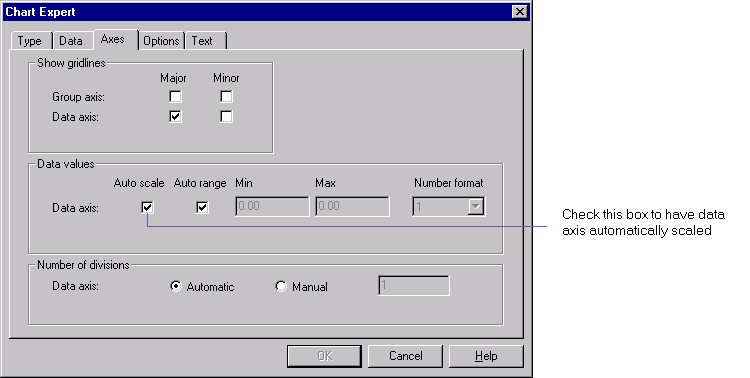 Chart Expert
Type Data Axes Options Text
Show gridlines
Major Minor
Group axis:
Data axis:
Data values
Auto scale Auto range Min Max Number format
Data axis: 0.00 0.00 1
Check this box to have data
axis automatically scaled
Number of divisions
Data axis: Automatic Manual 1
OK Cancel Help